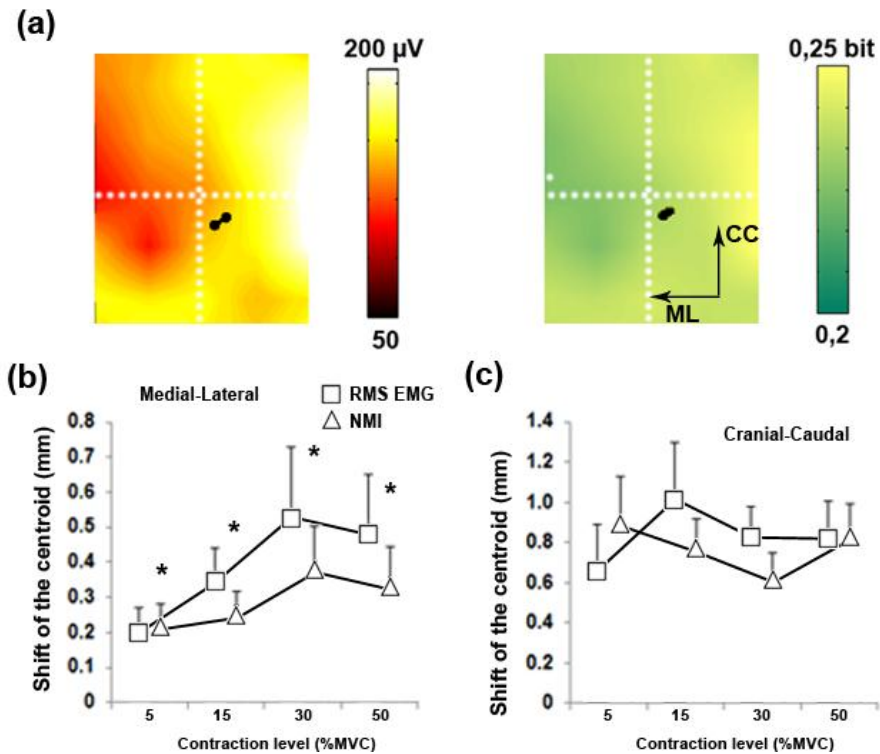 (a)
200 µV
50
0,25 bit
0,2
CC
ML
(b)
Medial-Lateral
RMS EMG
NMI
*
*
*
*
Shift of the centroid (mm)
0.8
0.7
0.6
0.5
0.4
0.3
0.2
0.1
0
5 15 30 50
Contraction level (%MVC)
(c)
Cranial-Caudal
Shift of the centroid (mm)
1.4
1.2
1.0
0.8
0.6
0.4
0.2
0
5 15 30 50
Contraction level (%MVC)